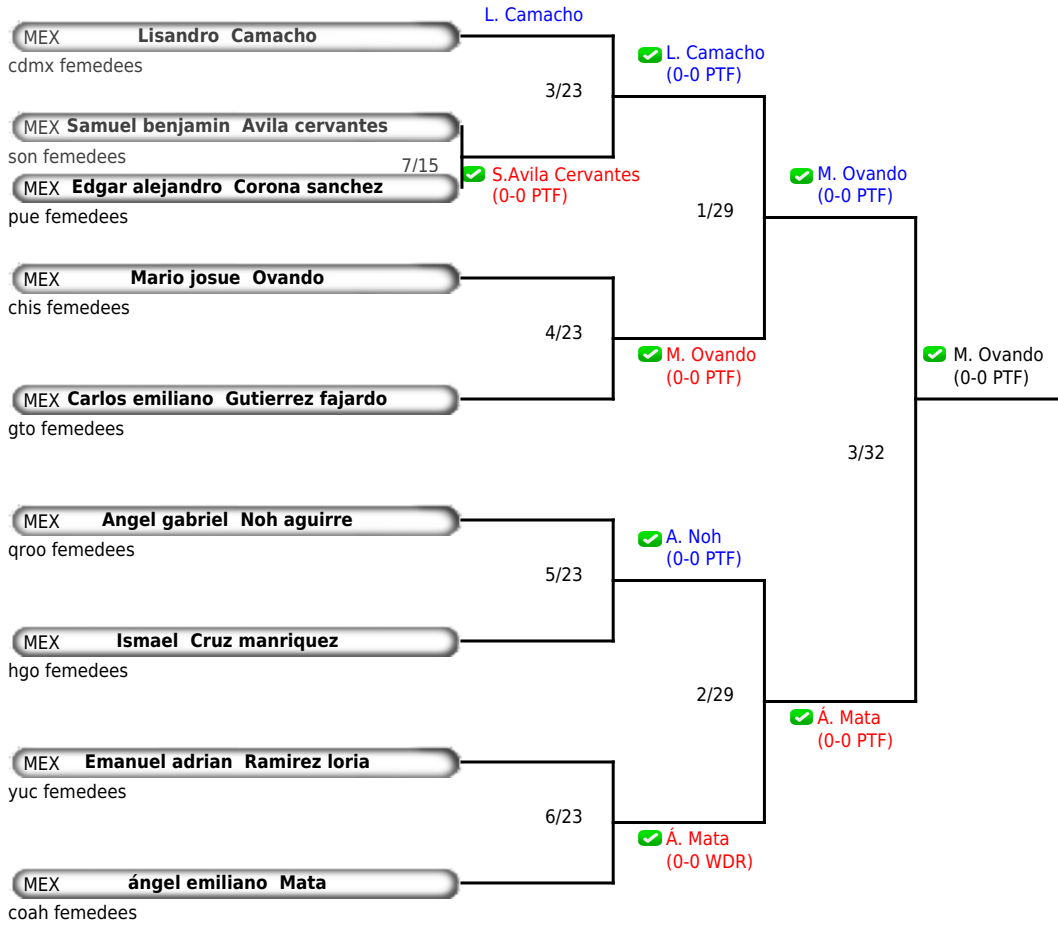 L. Camacho
MEX Lisandro Camacho
cdmx femedees
L. Camacho
(0-0 PTF)
3/23
MEX Samuel benjamin Avila cervantes
son femedees
7/15
S.Avila Cervantes
(0-0 PTF)
MEX Edgar alejandro Corona sanchez
pue femedees
M. Ovando
(0-0 PTF)
1/29
MEX Mario josue Ovando
chis femedees
4/23
M. Ovando
(0-0 PTF)
M. Ovando
(0-0 PTF)
MEX Carlos emiliano Gutierrez fajardo
gto femedees
3/32
MEX Angel gabriel Noh aguirre
qroo femedees
A. Noh
(0-0 PTF)
5/23
MEX Ismael Cruz manriquez
hgo femedees
2/29
Á. Mata
(0-0 PTF)
MEX Emanuel adrian Ramirez loria
yuc femedees
6/23
Á. Mata
(0-0 WDR)
MEX ángel emiliano Mata
coah femedees